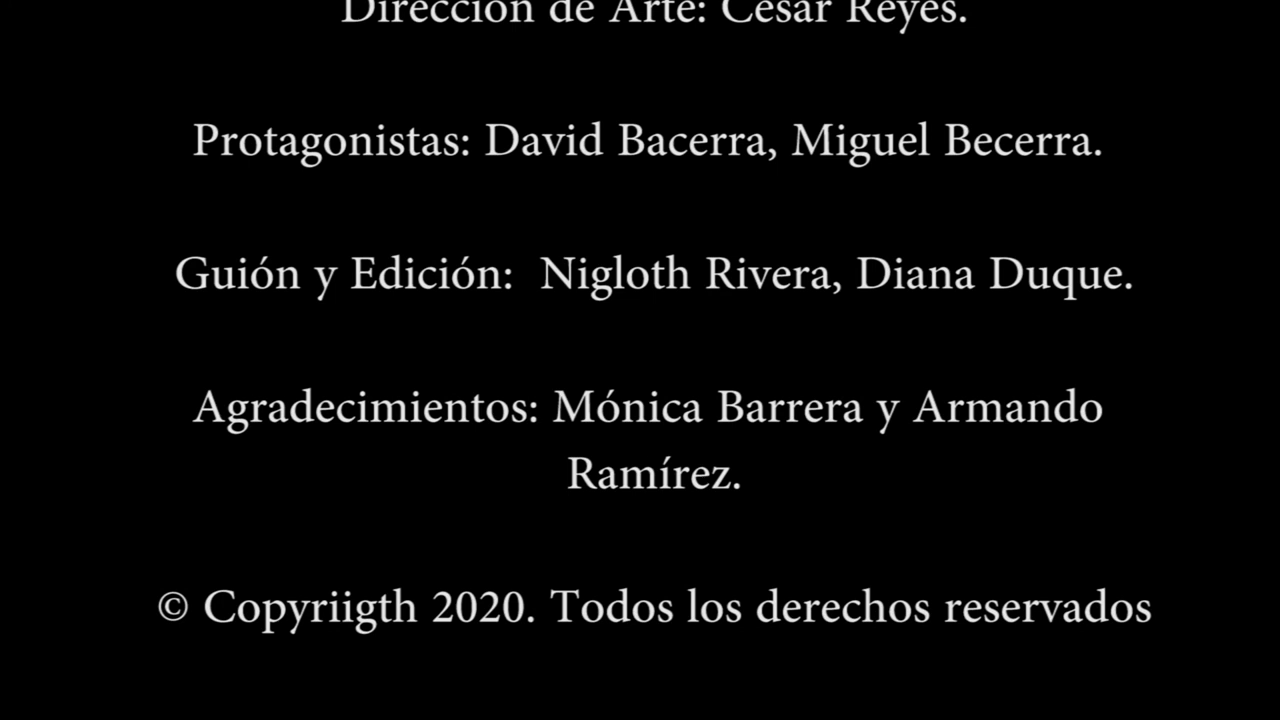 Dirección de Arte: César Reyes.
Protagonistas: David Bacerra, Miguel Becerra.
Guión y Edición: Nigloth Rivera, Diana Duque.
Agradecimientos: Mónica Barrera y Armando
Ramírez.
© Copyriigth 2020. Todos los derechos reservados